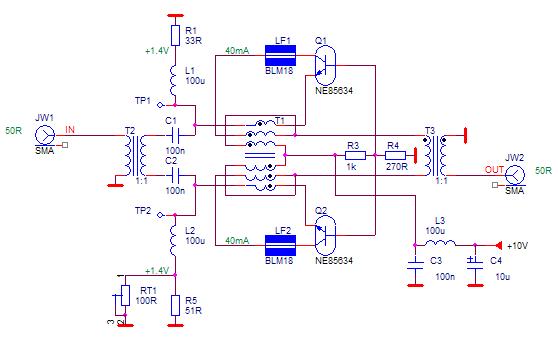 R1
33R
+1.4V
40mA
LF1
BLM18
Q1
NE85634
L1
100u
TP1
JW1
50R
IN
SMA
T2
1:1
C1
100n
C2
100n
T1
R3
1k
R4
270R
T3
1:1
OUT
JW2
50R
SMA
TP2
L2
100u
+1.4V
40mA
LF2
BLM18
Q2
NE85634
L3
100u
+10V
C3
100n
C4
10u
1
RT1
100R
3
2
R5
51R